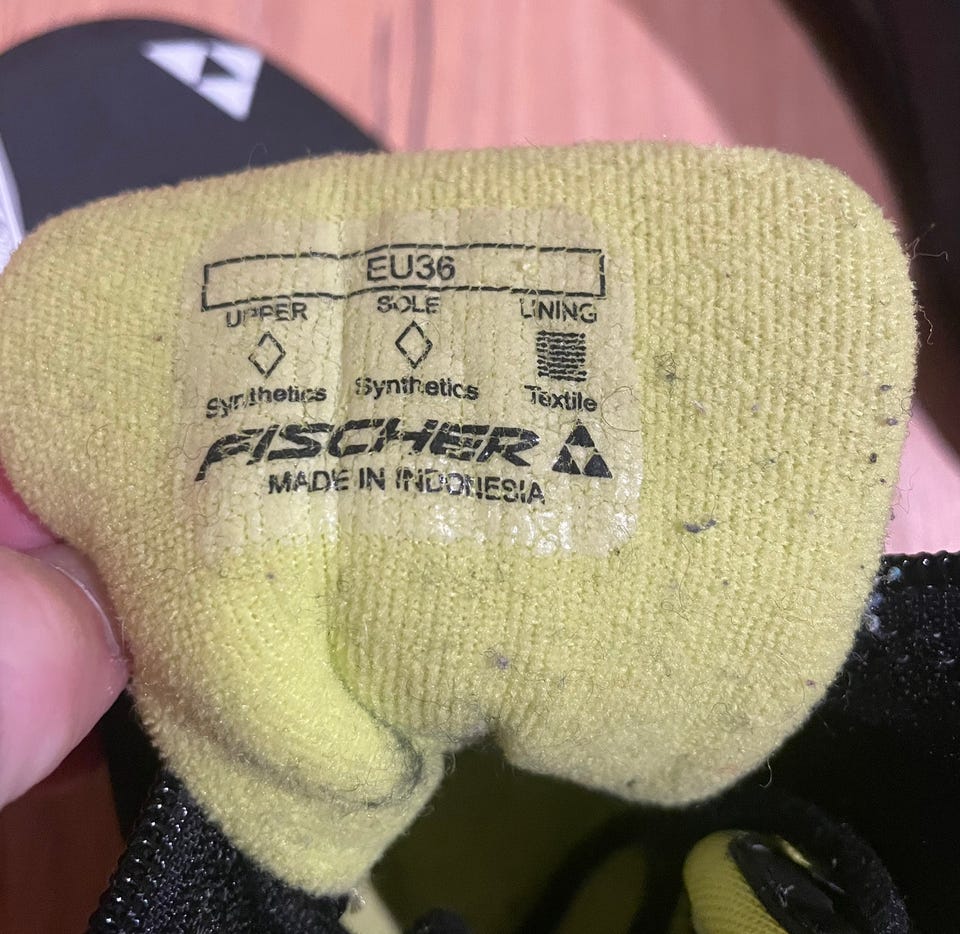 EU36
UPPER SOLE LINING
Synthetics Synthetics Textile
FISCHER
MADE IN INDONESIA